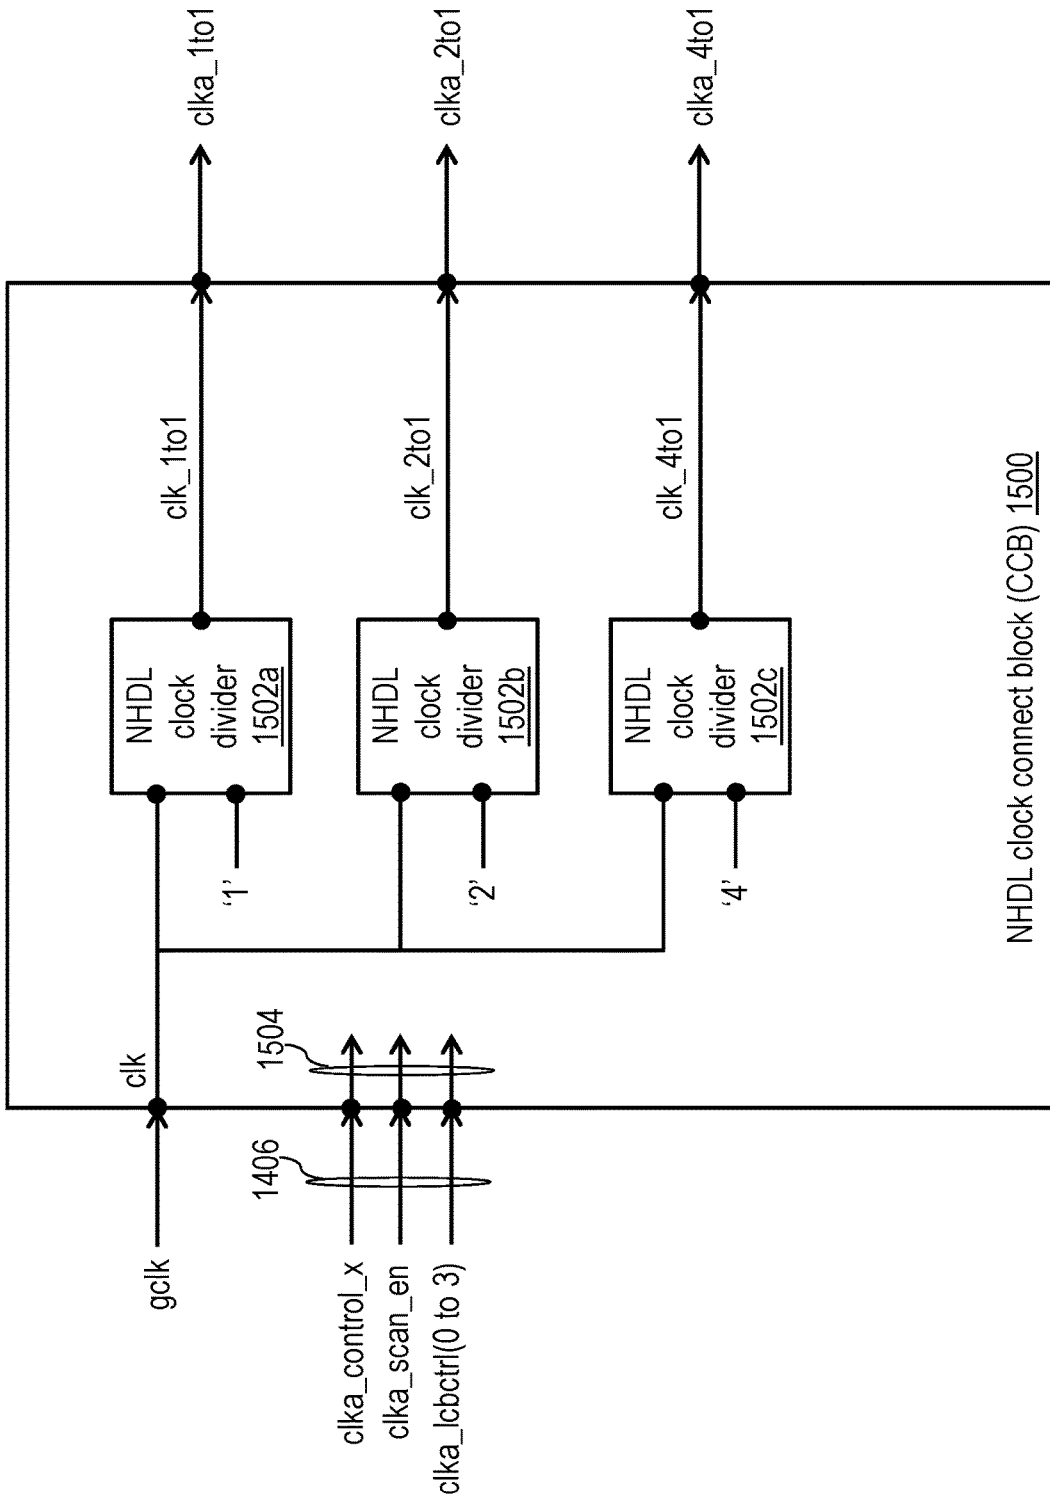 gclk
clk
clka_control_x
clka_scan_en
clka_lcbctrl(0 to 3)
1406
1504
'1'
NHDL
clock
divider
1502a
clk_1to1
clka_1to1
'2'
NHDL
clock
divider
1502b
clk_2to1
clka_2to1
'4'
NHDL
clock
divider
1502c
clk_4to1
clka_4to1
NHDL clock connect block (CCB) 1500